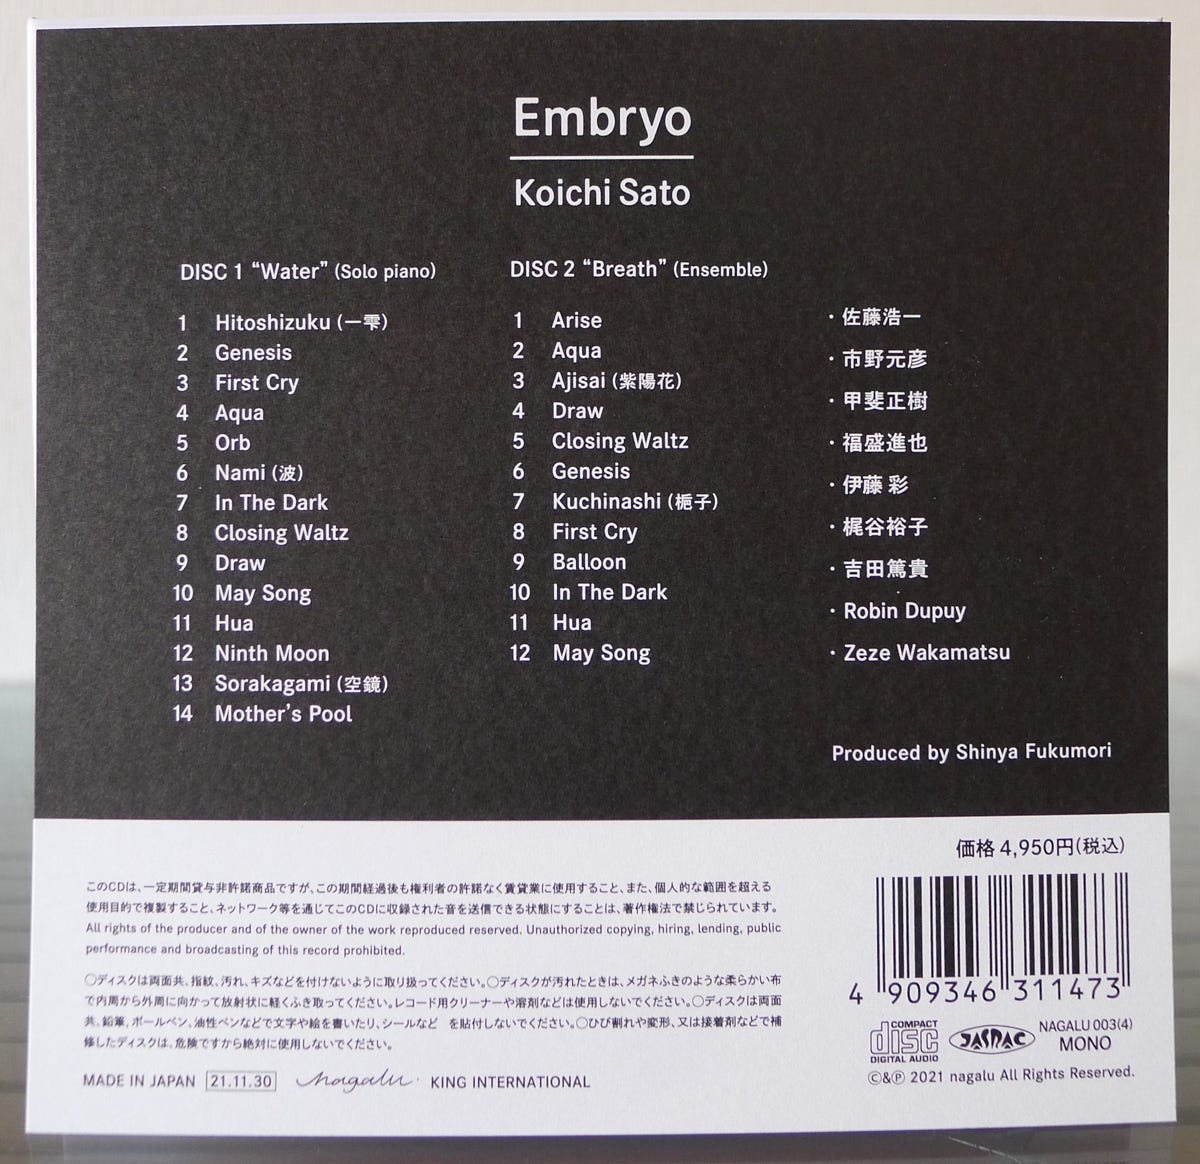 Embryo
Koichi Sato
DISC 1 “Water” (Solo piano)
1 Hitoshizuku (一雫)
2 Genesis
3 First Cry
4 Aqua
5 Orb
6 Nami (波)
7 In The Dark
8 Closing Waltz
9 Draw
10 May Song
11 Hua
12 Ninth Moon
13 Sorakagami (空鏡)
14 Mother’s Pool
DISC 2 “Breath” (Ensemble)
1 Arise
2 Aqua
3 Ajisai (紫陽花)
4 Draw
5 Closing Waltz
6 Genesis
7 Kuchinashi (梔子)
8 First Cry
9 Balloon
10 In The Dark
11 Hua
12 May Song
・佐藤浩一
・市野元彦
・甲斐正樹
・福盛進也
・伊藤 彩
・梶谷裕子
・吉田篤貴
・Robin Dupuy
・Zeze Wakamatsu
Produced by Shinya Fukumori
価格 4,950円(税込)
このCDは、一定期間貸与非許諾商品ですが、この期間経過後も権利者の許諾なく賃貸業に使用すること、また、個人的な範囲を超える
使用目的で複製すること、ネットワーク等を通じてこのCDに収録された音を送信できる状態にすることは、著作権法で禁じられています。
All rights of the producer and of the owner of the work reproduced reserved. Unauthorized copying, hiring, lending, public
performance and broadcasting of this record prohibited.
○ディスクは両面共、指紋、汚れ、キズなどを付けないように取り扱ってください。○ディスクが汚れたときは、メガネふきのような柔らかい布
で内周から外周に向かって放射状に軽くふき取ってください。レコード用クリーナーや溶剤などは使用しないでください。○ディスクは両面
共、鉛筆、ボールペン、油性ペンなどで文字や絵を書いたり、シールなど を貼付しないでください。○ひび割れや変形、又は接着剤などで補
修したディスクは、危険ですから絶対に使用しないでください。
MADE IN JAPAN 21.11.30 nagalu KING INTERNATIONAL
4 909346 311473
COMPACT disc DIGITAL AUDIO
JASRAC
NAGALU 003(4)
MONO
©&℗ 2021 nagalu All Rights Reserved.